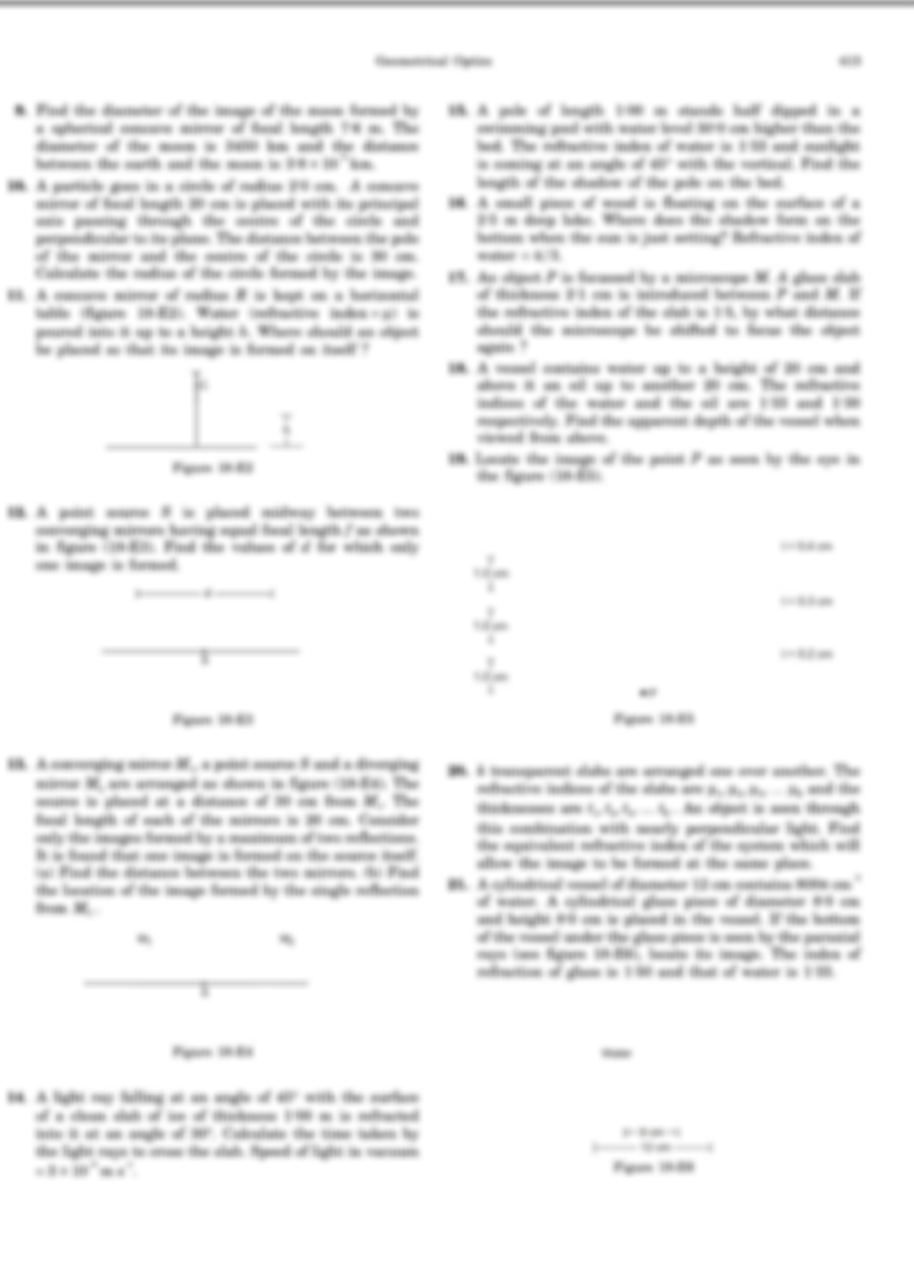 Geometrical Optics
9. Find the diameter of the image of the moon formed by
a spherical concave mirror of focal length 7·6 m. The
diameter of the moon is 3450 km and the distance
between the earth and the moon is km.
10. A particle goes in a circle of radius 2·0 cm. A concave
mirror of focal length 20 cm is placed with its principal
axis passing through the centre of the circle and
perpendicular to its plane. The distance between the pole
of the mirror and the centre of the circle is 30 cm.
Calculate the radius of the circle formed by the image.
11. A concave mirror of radius R is kept on a horizontal
table (figure 18-E2). Water (refractive index = μ) is
poured into it up to a height h. Where should an object
be placed so that its image is formed on itself ?
Figure 18-E2
12. A point source S is placed midway between two
converging mirrors having equal focal length f as shown
in figure (18-E3). Find the values of d for which only
one image is formed.
d
S
Figure 18-E3
13. A converging mirror M₁, a point source S and a diverging
mirror M₂ are arranged as shown in figure (18-E4). The
source is placed at a distance of 30 cm from M₁. The
focal length of each of the mirrors is 20 cm. Consider
only the images formed by a maximum of two reflections.
It is found that one image is formed on the source itself.
(a) Find the distance between the two mirrors. (b) Find
the location of the image formed by the single reflection
from
M₁ M₂
S
Figure 18-E4
14. A light ray falling at an angle of 45° with the surface
of a clean slab of ice of thickness 1·00 m is refracted
into it at an angle of 30°. Calculate the time taken by
the light rays to cross the slab. Speed of light in vacuum
15. A pole of length 1·00 m stands half dipped in a
swimming pool with water level 50·0 cm higher than the
bed. The refractive index of water is 1·33 and sunlight
is coming at an angle of 45° with the vertical. Find the
length of the shadow of the pole on the bed.
16. A small piece of wood is floating on the surface of a
2·5 m deep lake. Where does the shadow form on the
bottom when the sun is just setting? Refractive index of
water = 4/3.
17. An object P is focussed by a microscope M. A glass slab
of thickness 2·1 cm is introduced between P and M. If
the refractive index of the slab is 1·5, by what distance
should the microscope be shifted to focus the object
again ?
18. A vessel contains water up to a height of 20 cm and
above it an oil up to another 20 cm. The refractive
indices of the water and the oil are 1·33 and 1·30
respectively. Find the apparent depth of the vessel when
viewed from above.
19. Locate the image of the point P as seen by the eye in
the figure (18-E5).
1.0 cm
1.0 cm
1.0 cm
P
Figure 18-E5
20. k transparent slabs are arranged one over another. The
refractive indices of the slabs are μ₁, μ₂, μ₃, ... μₖ and the
thicknesses are t₁, t₂, t₃, ... tₖ. An object is seen through
this combination with nearly perpendicular light. Find
the equivalent refractive index of the system which will
allow the image to be formed at the same place.
21. A cylindrical vessel of diameter 12 cm contains 800π cm³
of water. A cylindrical glass piece of diameter 8·0 cm
and height 8·0 cm is placed in the vessel. If the bottom
of the vessel under the glass piece is seen by the paraxial
rays (see figure 18-E6), locate its image. The index of
refraction of glass is 1·50 and that of water is 1·33.
Water
8 cm
12 cm
Figure 18-E6